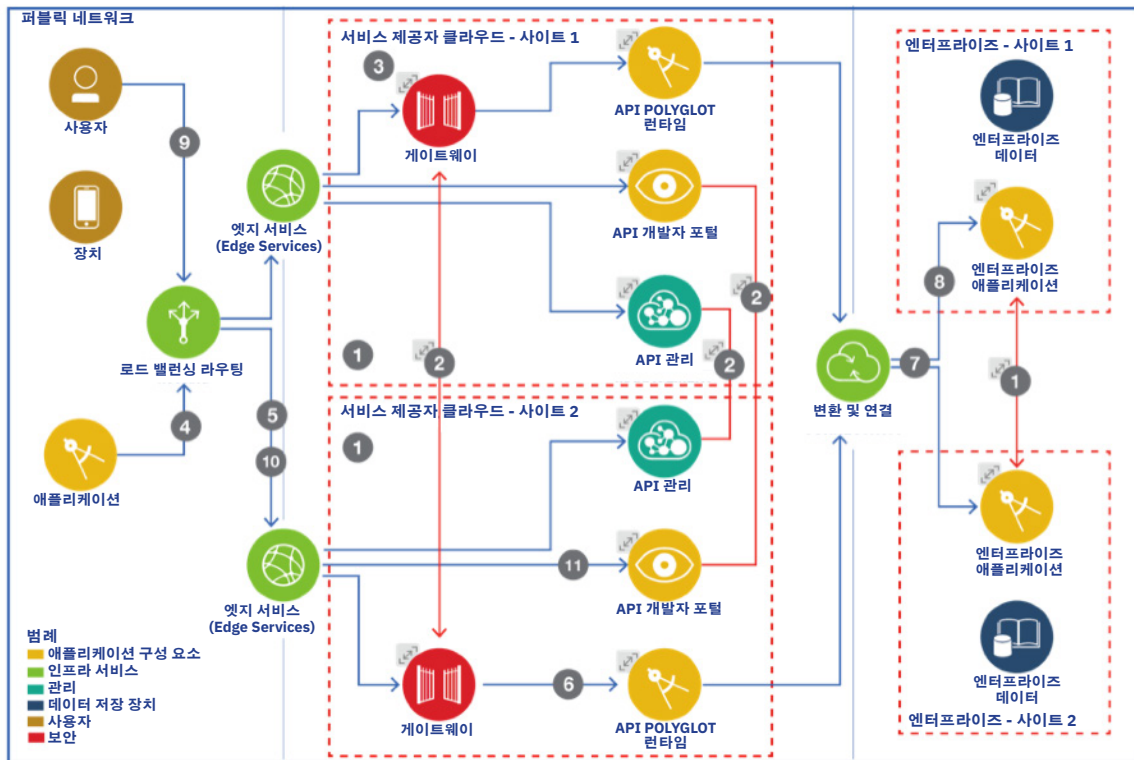 퍼블릭 네트워크
사용자
9
장치
로드 밸런싱 라우팅
4
5
10
애플리케이션
엣지 서비스
(Edge Services)
엣지 서비스
(Edge Services)
서비스 제공자 클라우드 - 사이트 1
3
게이트웨이
API POLYGLOT
런타임
API 개발자 포털
API 관리
1
2
2
2
서비스 제공자 클라우드 - 사이트 2
1
API 관리
11
API 개발자 포털
게이트웨이
6
API POLYGLOT
런타임
변환 및 연결
7
8
엔터프라이즈 - 사이트 1
엔터프라이즈
데이터
엔터프라이즈
애플리케이션
1
엔터프라이즈
애플리케이션
엔터프라이즈
데이터
엔터프라이즈 - 사이트 2
범례
애플리케이션 구성 요소
인프라 서비스
관리
데이터 저장 장치
사용자
보안